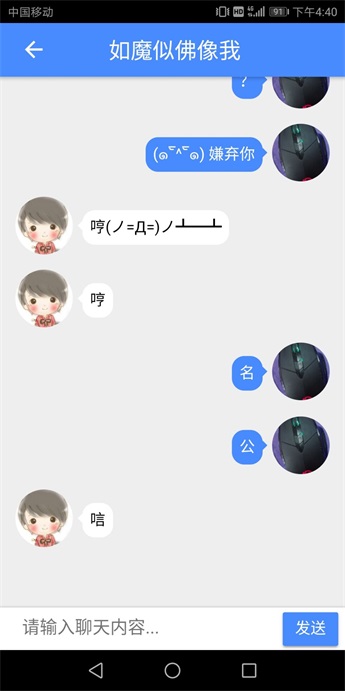 中国移动
HD 4G 91 下午4:40
如魔似佛像我
？
(๑¯ัั^¯ัั๑) 嫌弃你
哼(ノ=Д=)ノ┻━┻
哼
名
公
唁
请输入聊天内容...
发送